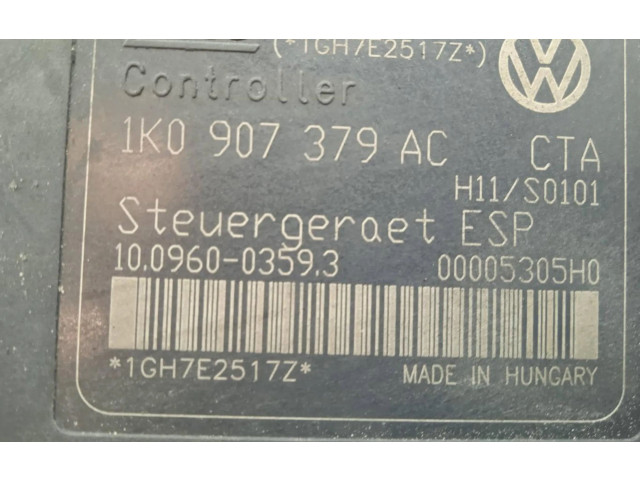 (*1GH7E2517Z*)
Controller
1K0 907 379 AC CTA
H11/S0101
Steuergeraet ESP
10.0960-0359.3 00005305H0
*1GH7E2517Z* MADE IN HUNGARY